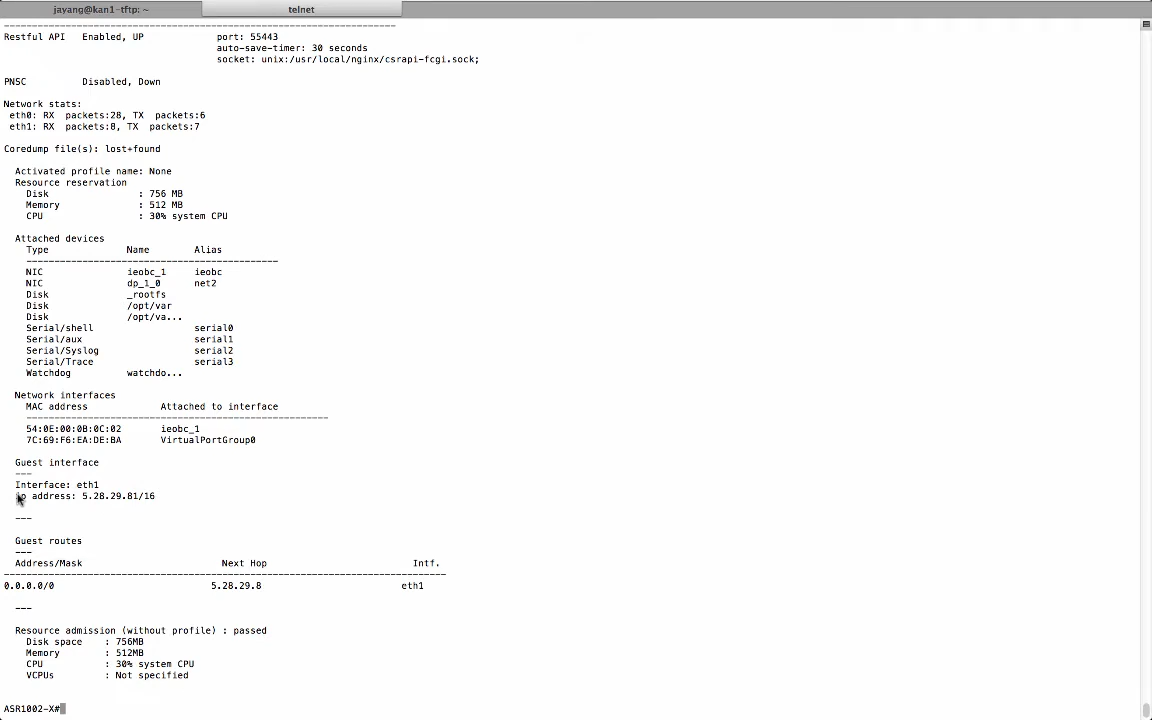 jayang@kan1-tftp: ~ telnet
Restful API Enabled, UP port: 55443
auto-save-timer: 30 seconds
socket: unix:/usr/local/nginx/csrapi-fcgi.sock;
PNSC Disabled, Down
Network stats:
eth0: RX packets:28, TX packets:6
eth1: RX packets:8, TX packets:7
Coredump file(s): lost+found
Activated profile name: None
Resource reservation
Disk : 756 MB
Memory : 512 MB
CPU : 30% system CPU
Attached devices
Type Name Alias
---------------------------------------------
NIC ieobc_1 ieobc
NIC dp_1_0 net2
Disk _rootfs
Disk /opt/var
Disk /opt/va...
Serial/shell serial0
Serial/aux serial1
Serial/Syslog serial2
Serial/Trace serial3
Watchdog watchdo...
Network interfaces
MAC address Attached to interface
------------------------------------------------------
54:0E:00:0B:0C:02 ieobc_1
7C:69:F6:EA:DE:BA VirtualPortGroup0
Guest interface
---
Interface: eth1
ip address: 5.28.29.81/16
---
Guest routes
---
Address/Mask Next Hop Intf.
-------------------------------------------------------------------------------
0.0.0.0/0 5.28.29.8 eth1
---
Resource admission (without profile) : passed
Disk space : 756MB
Memory : 512MB
CPU : 30% system CPU
VCPUs : Not specified
ASR1002-X#